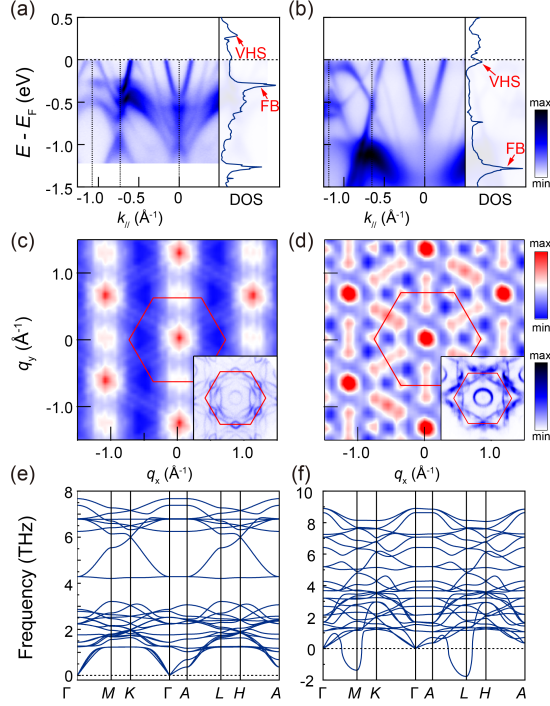 (a)
(b)
0.5
0.0
-0.5
-1.0
-1.5
E - E_F (eV)
VHS
FB
VHS
FB
max
min
-1.0
-0.5
0
DOS
-1.0
-0.5
0
DOS
k_// (Å⁻¹)
k_// (Å⁻¹)
(c)
(d)
1.0
0
-1.0
q_y (Å⁻¹)
max
min
max
min
-1.0
0
1.0
-1.0
0
1.0
q_x (Å⁻¹)
q_x (Å⁻¹)
(e)
(f)
8
6
4
2
0
Frequency (THz)
10
8
6
4
2
0
-2
Γ M K Γ A L H A
Γ M K Γ A L H A